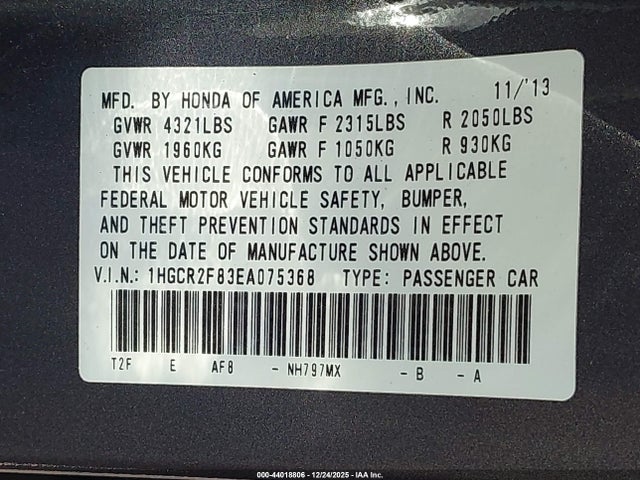 MFD. BY HONDA OF AMERICA MFG., INC. 11/'13
GVWR 4321LBS GAWR F 2315LBS R 2050LBS
GVWR 1960KG GAWR F 1050KG R 930KG
THIS VEHICLE CONFORMS TO ALL APPLICABLE
FEDERAL MOTOR VEHICLE SAFETY, BUMPER,
AND THEFT PREVENTION STANDARDS IN EFFECT
ON THE DATE OF MANUFACTURE SHOWN ABOVE.
V.I.N.: 1HGCR2F83EA075368 TYPE: PASSENGER CAR
T2F E AF8 - NH797MX - B - A
000-44018806 - 12/24/2025 - IAA Inc.